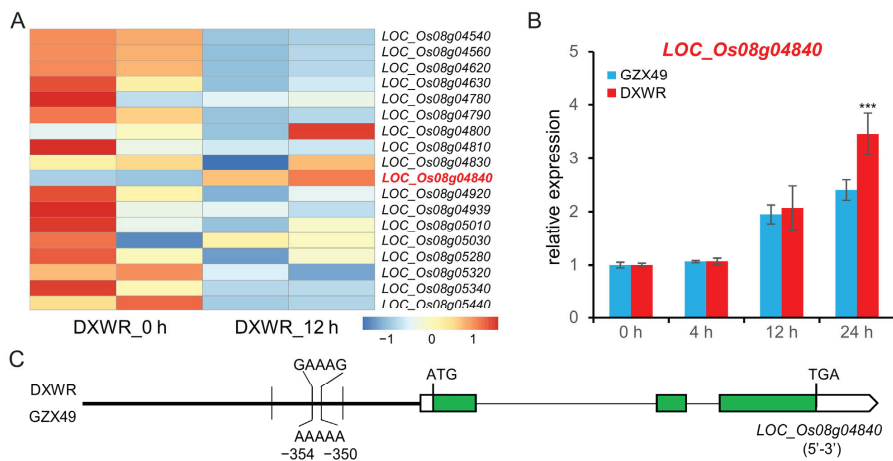 A
LOC_Os08g04540
LOC_Os08g04560
LOC_Os08g04620
LOC_Os08g04630
LOC_Os08g04780
LOC_Os08g04790
LOC_Os08g04800
LOC_Os08g04810
LOC_Os08g04830
LOC_Os08g04840
LOC_Os08g04920
LOC_Os08g04939
LOC_Os08g05010
LOC_Os08g05030
LOC_Os08g05280
LOC_Os08g05320
LOC_Os08g05340
LOC_Os08g05440
DXWR_0 h DXWR_12 h
−1 0 1
B
LOC_Os08g04840
GZX49
DXWR
relative expression
5
4
3
2
1
0
***
0 h 4 h 12 h 24 h
C
GAAAG
DXWR
GZX49
AAAAA
−354 −350
ATG
TGA
LOC_Os08g04840
(5'-3')